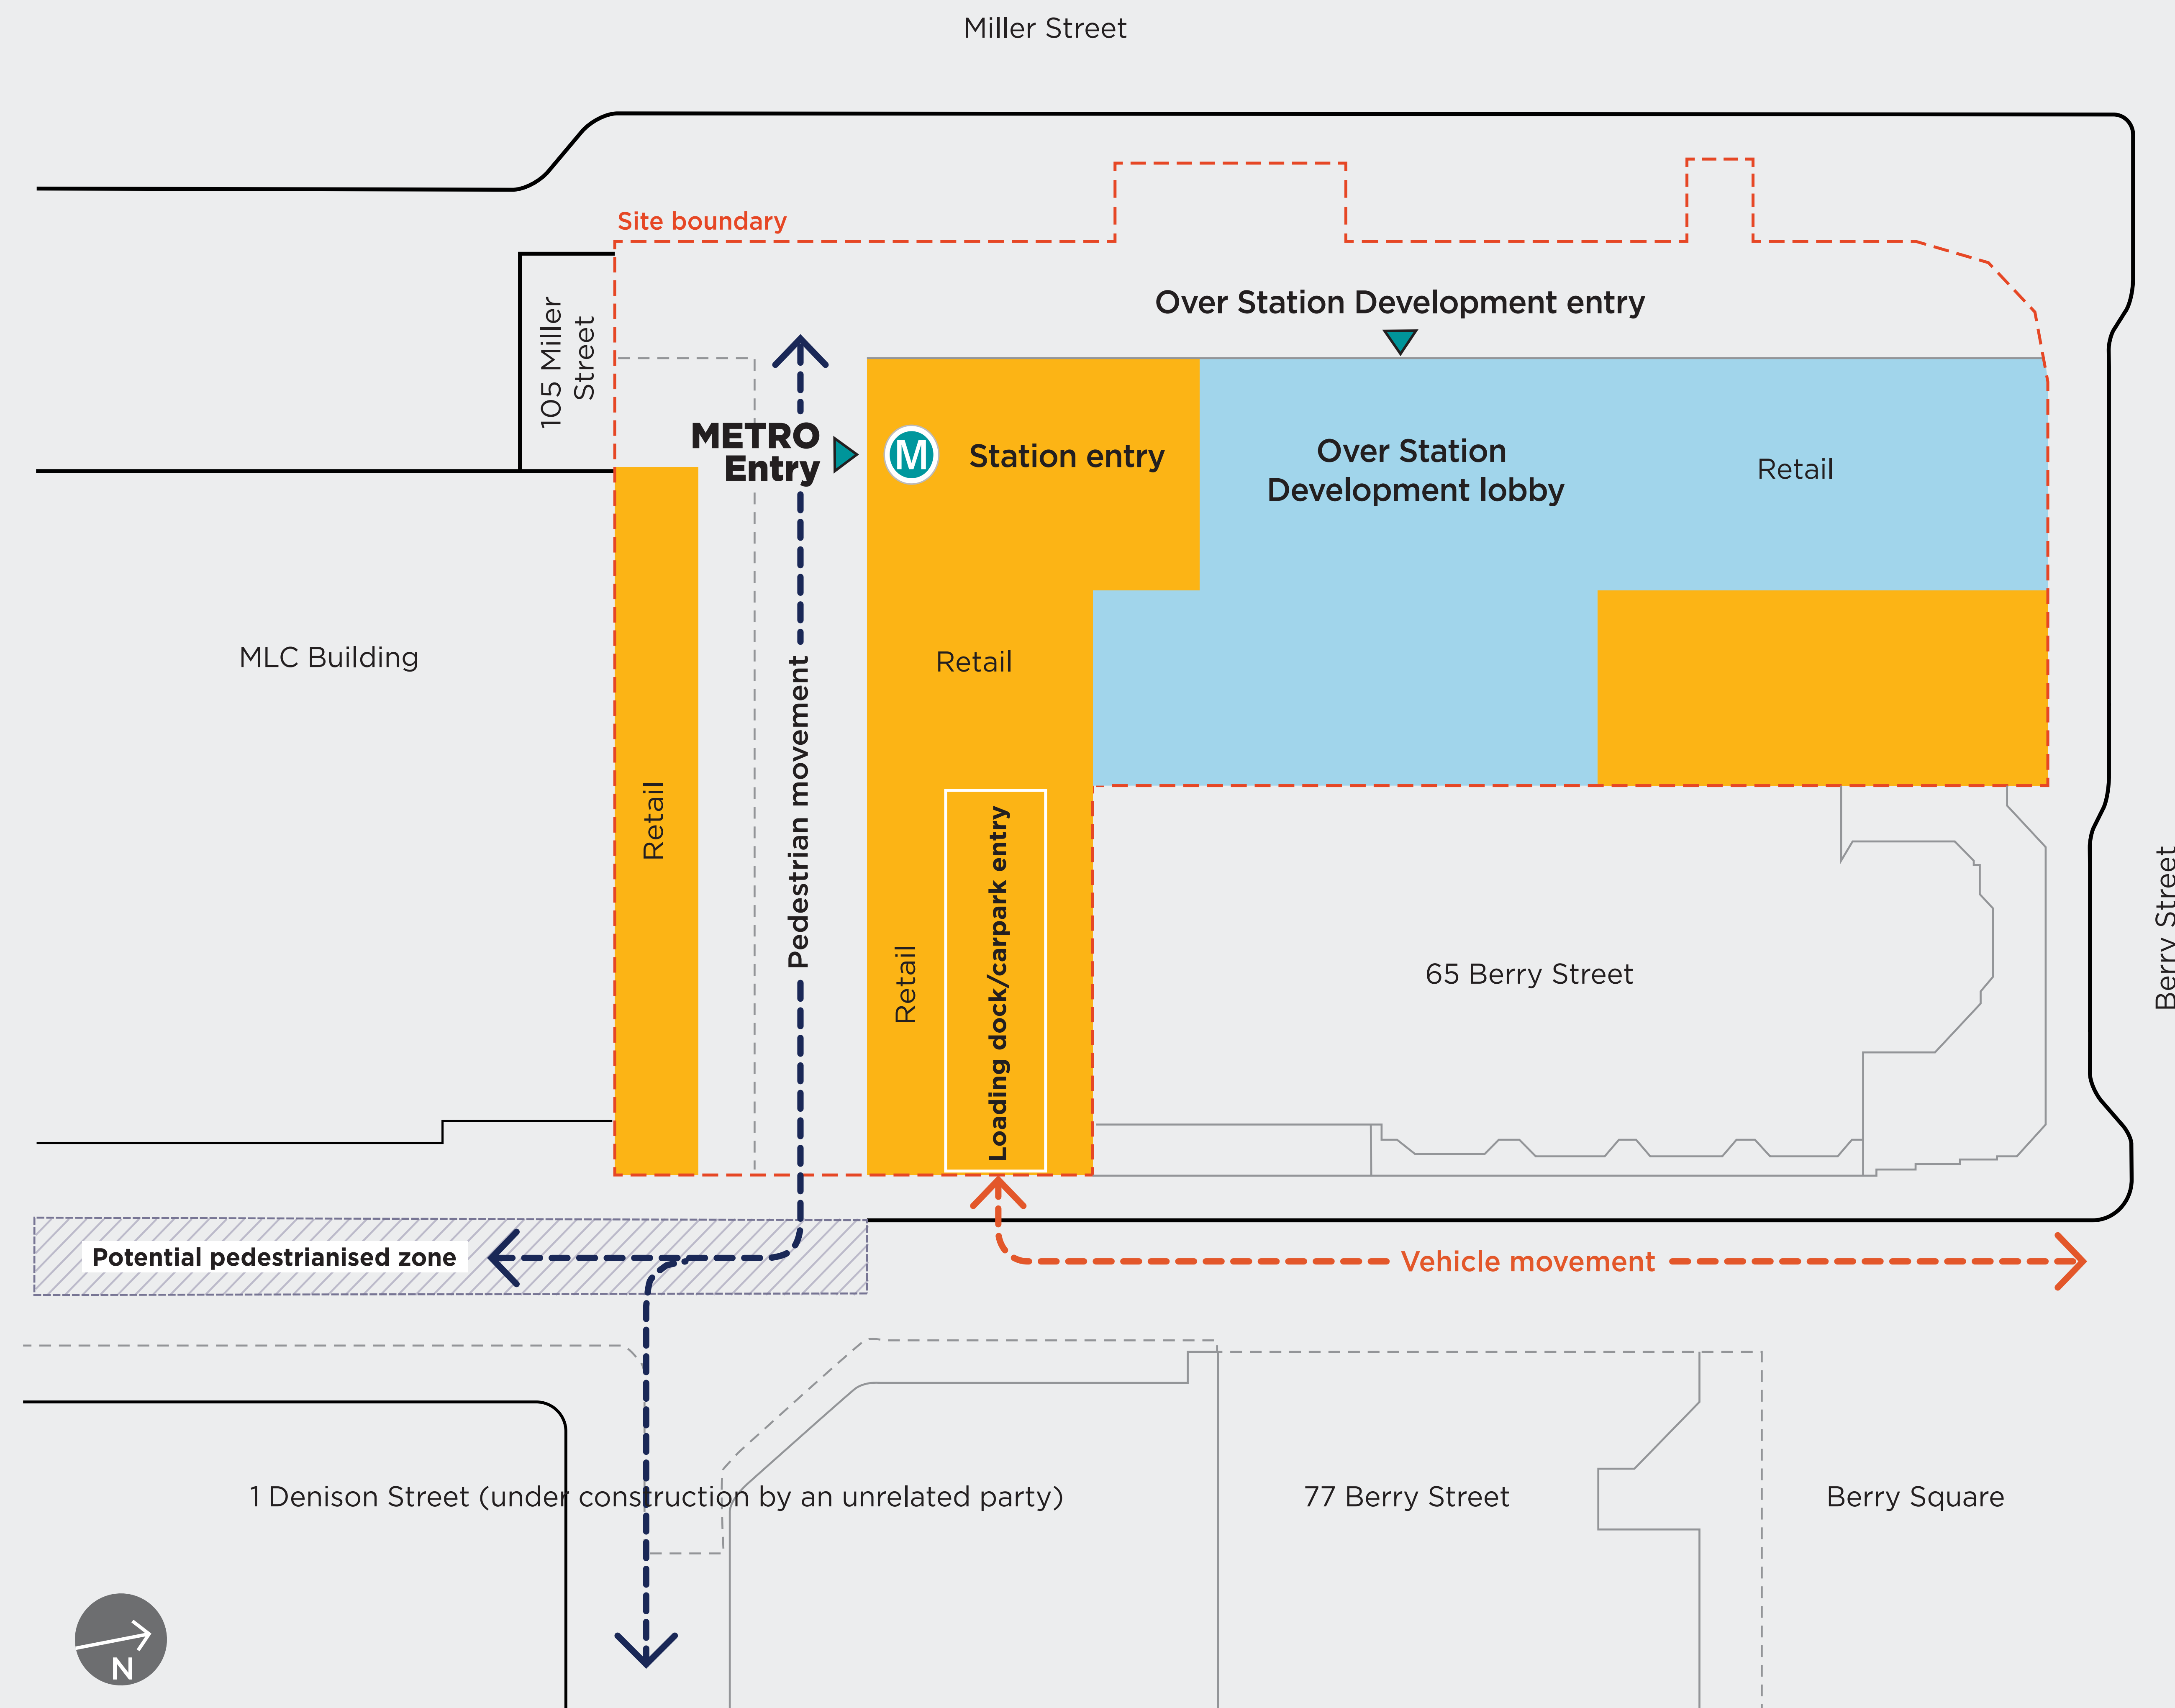 Miller Street
Site boundary
Over Station Development entry
105 Miller
Street
METRO
Entry
M
Station entry
Over Station
Development lobby
Retail
MLC Building
Pedestrian movement
Retail
Retail
Retail
Loading dock/carpark entry
65 Berry Street
Berry Street
Potential pedestrianised zone
Vehicle movement
1 Denison Street (under construction by an unrelated party)
77 Berry Street
Berry Square
N